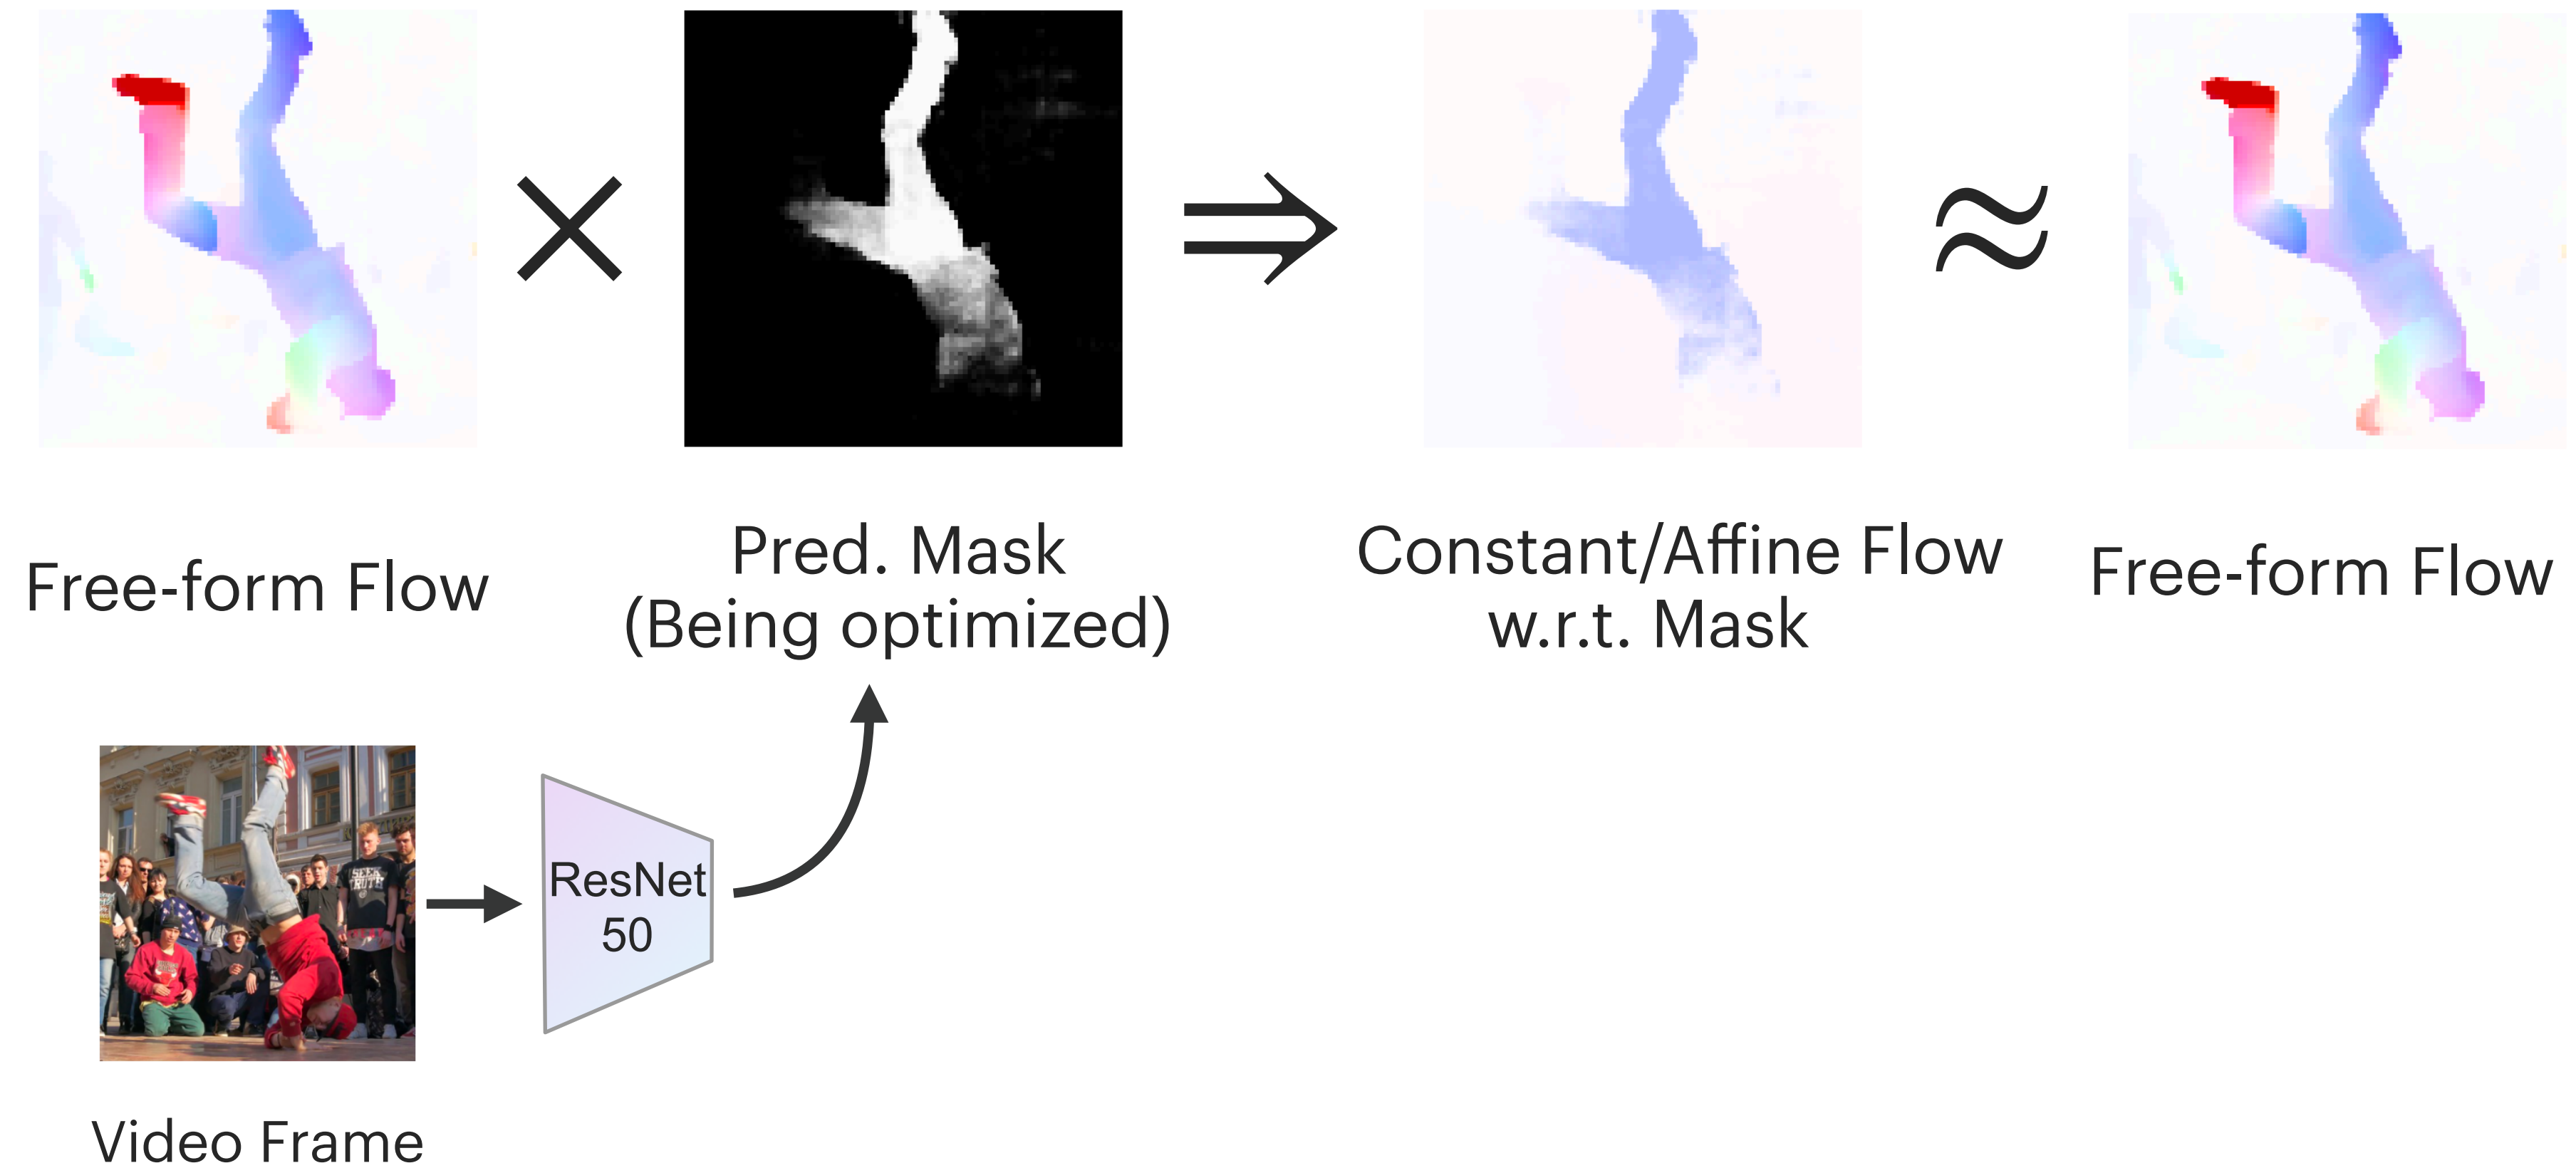 Free-form Flow
Pred. Mask
(Being optimized)
Constant/Affine Flow
w.r.t. Mask
Free-form Flow
ResNet
50
Video Frame